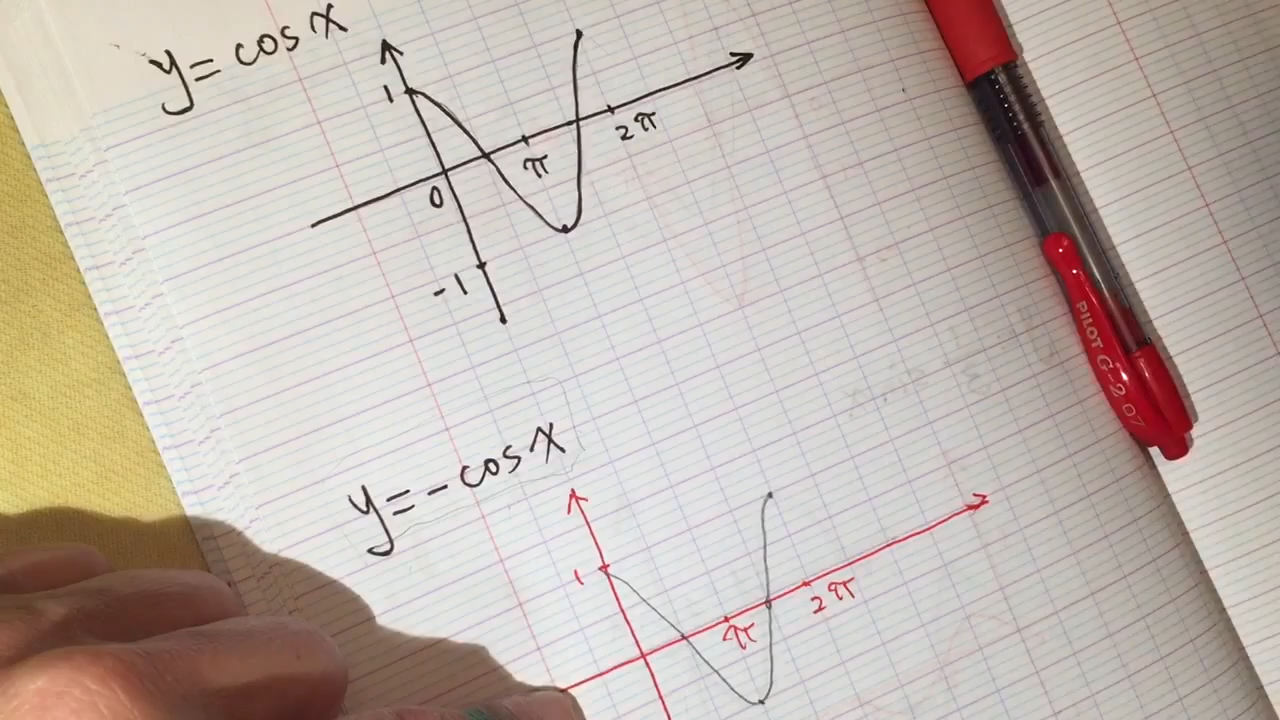 y = cos x
1
0
π
2π
-1
y = - cos x
1
π
2π
PILOT G-2 07